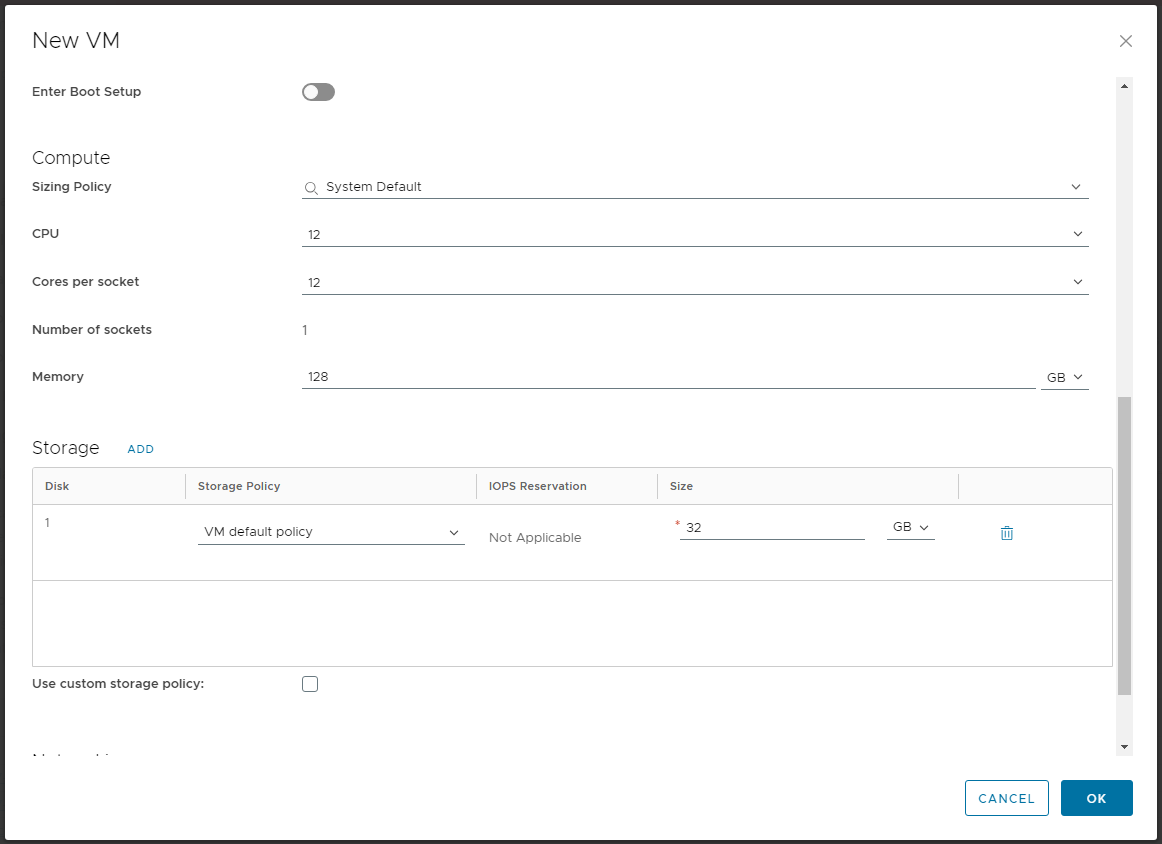 New VM
Enter Boot Setup
Compute
Sizing Policy System Default
CPU 12
Cores per socket 12
Number of sockets 1
Memory 128 GB
Storage ADD
Disk Storage Policy IOPS Reservation Size
1 VM default policy Not Applicable * 32 GB
Use custom storage policy:
CANCEL OK